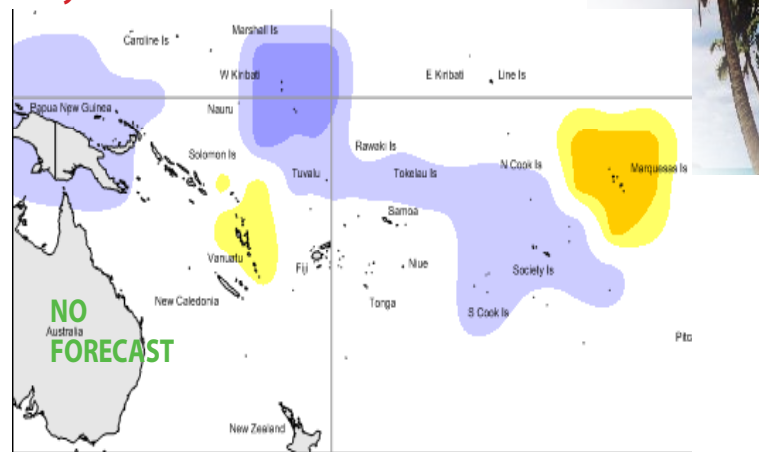 Marshall Is
Caroline Is
W Kiribati
E Kiribati
Line Is
Papua New Guinea
Nauru
Solomon Is
Rawaki Is
N Cook Is
Marquesas Is
Tuvalu
Tokelau Is
Samoa
Vanuatu
Fiji
Niue
Society Is
New Caledonia
Tonga
S Cook Is
NO
Australia
FORECAST
Pitc
New Zealand